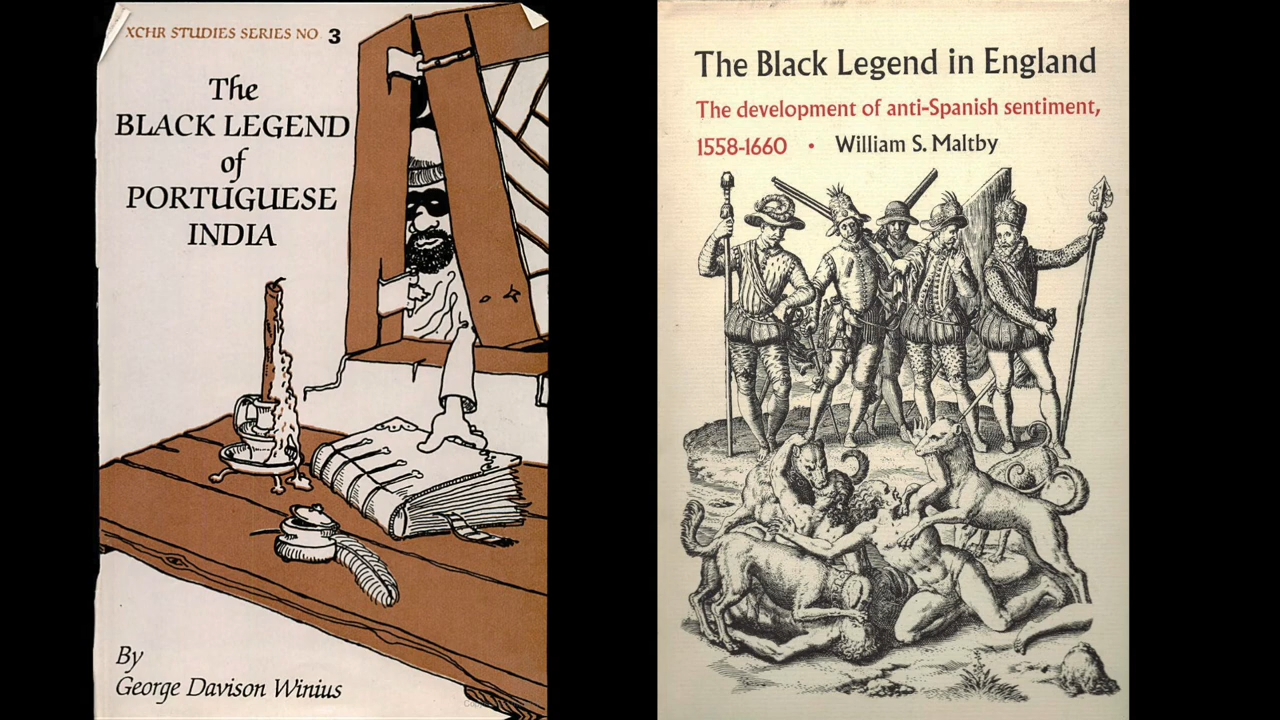 XCHR STUDIES SERIES NO 3
The
BLACK LEGEND
of
PORTUGUESE
INDIA
By
George Davison Winius
The Black Legend in England
The development of anti-Spanish sentiment,
1558-1660 • William S. Maltby